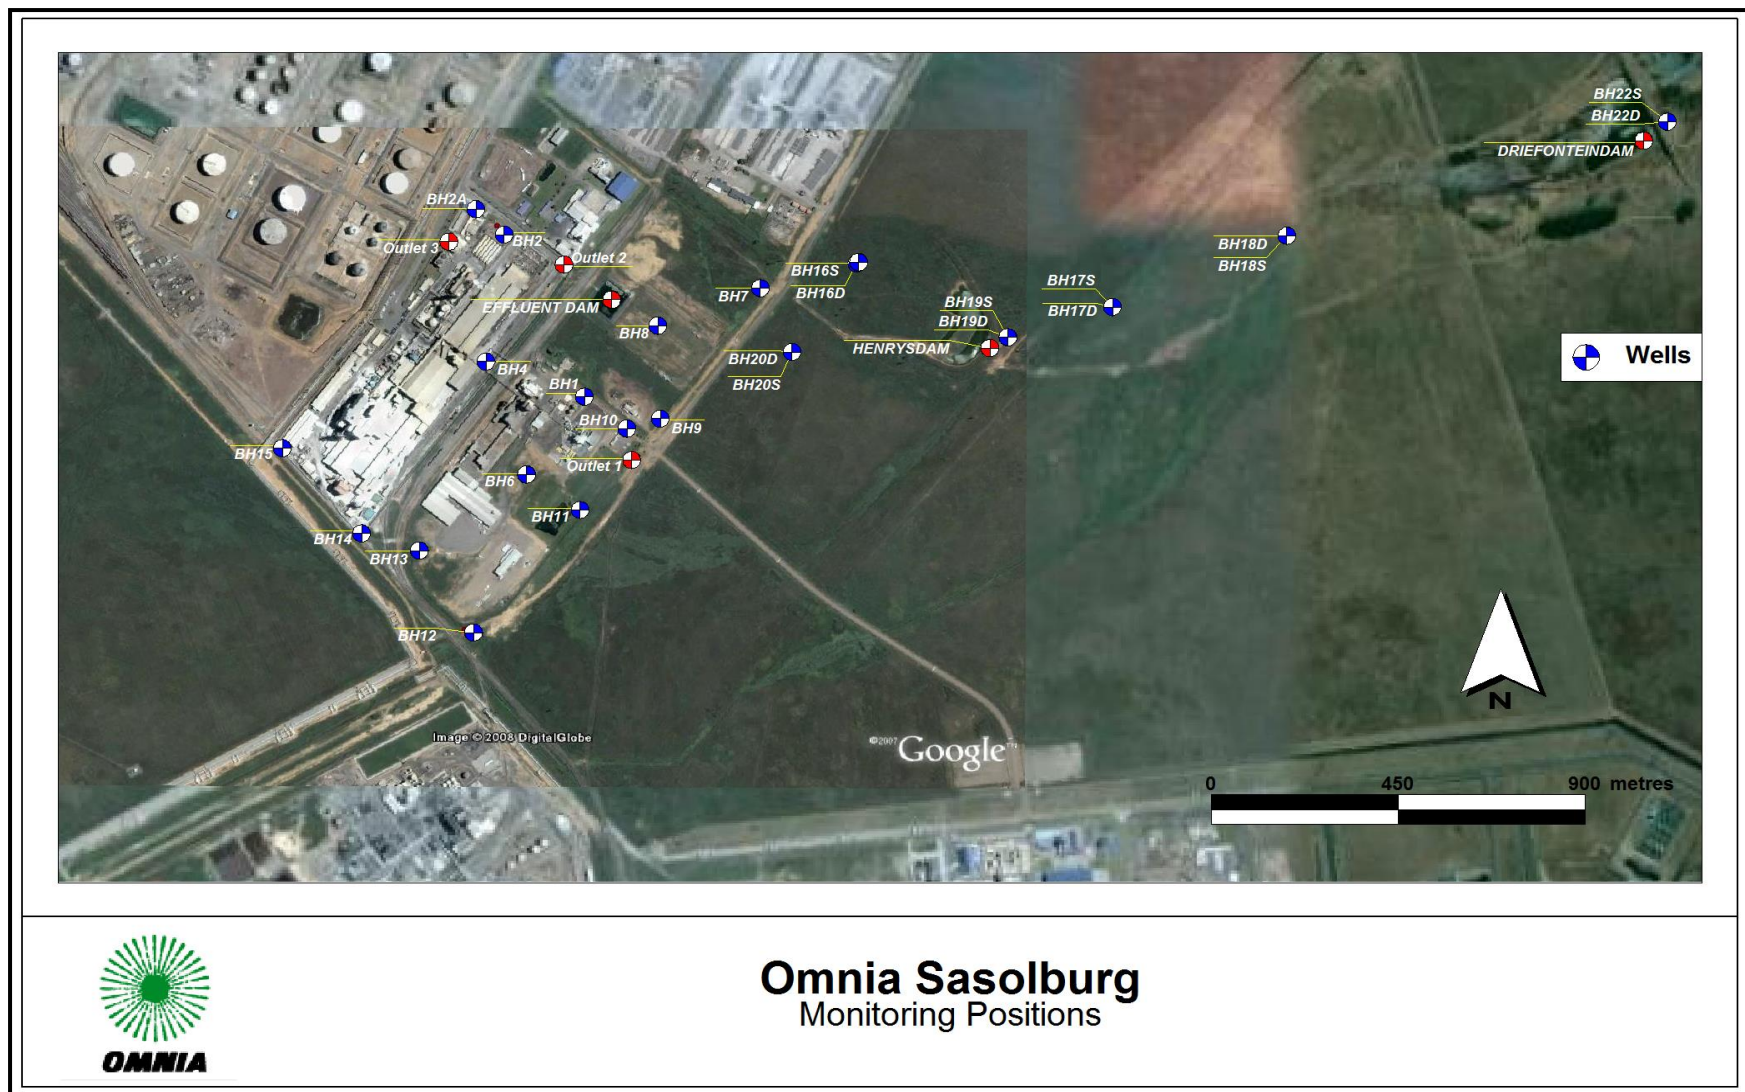 BH22S
BH22D
DRIEFONTEINDAM
BH2A
BH2
Outlet 3
Outlet 2
BH18D
BH18S
BH16S
BH16D
BH7
EFFLUENT DAM
BH17S
BH17D
BH19S
BH19D
HENRYSDAM
BH8
BH20D
BH20S
Wells
BH4
BH1
BH10
BH9
BH15
Outlet 1
BH6
BH11
BH14
BH13
BH12
N
Image © 2008 DigitalGlobe
©2007 Google™
0 450 900 metres
Omnia Sasolburg
Monitoring Positions
OMNIA